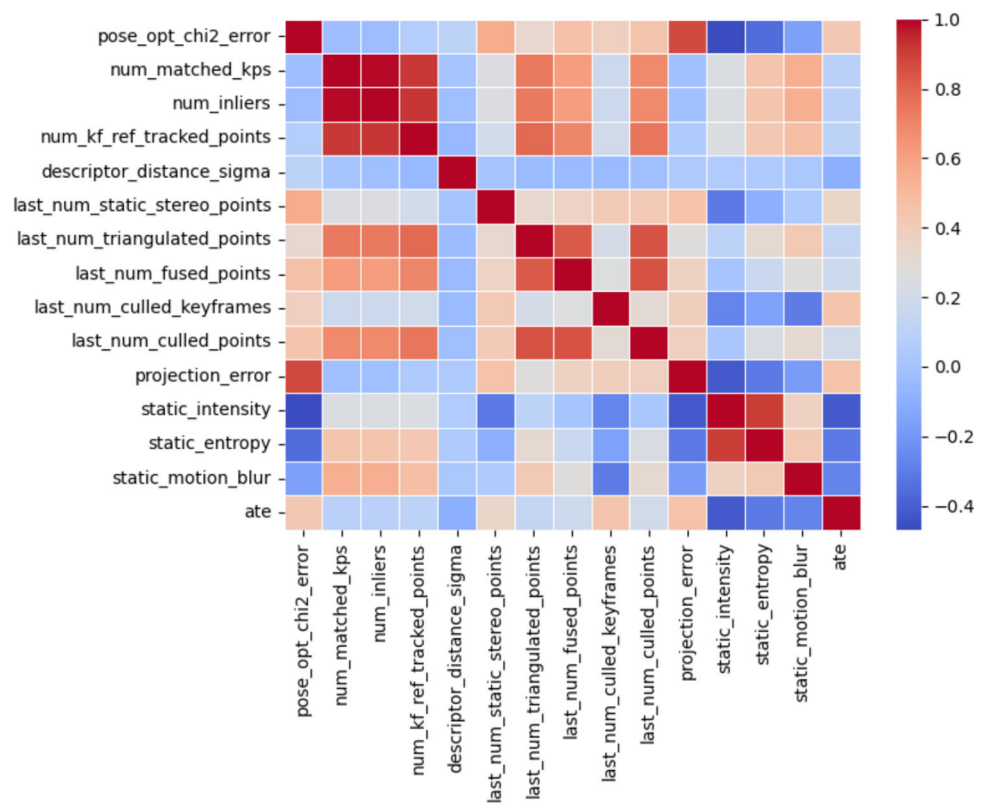 pose_opt_chi2_error
num_matched_kps
num_inliers
num_kf_ref_tracked_points
descriptor_distance_sigma
last_num_static_stereo_points
last_num_triangulated_points
last_num_fused_points
last_num_culled_keyframes
last_num_culled_points
projection_error
static_intensity
static_entropy
static_motion_blur
ate
pose_opt_chi2_error
num_matched_kps
num_inliers
num_kf_ref_tracked_points
descriptor_distance_sigma
last_num_static_stereo_points
last_num_triangulated_points
last_num_fused_points
last_num_culled_keyframes
last_num_culled_points
projection_error
static_intensity
static_entropy
static_motion_blur
ate
1.0
0.8
0.6
0.4
0.2
0.0
−0.2
−0.4